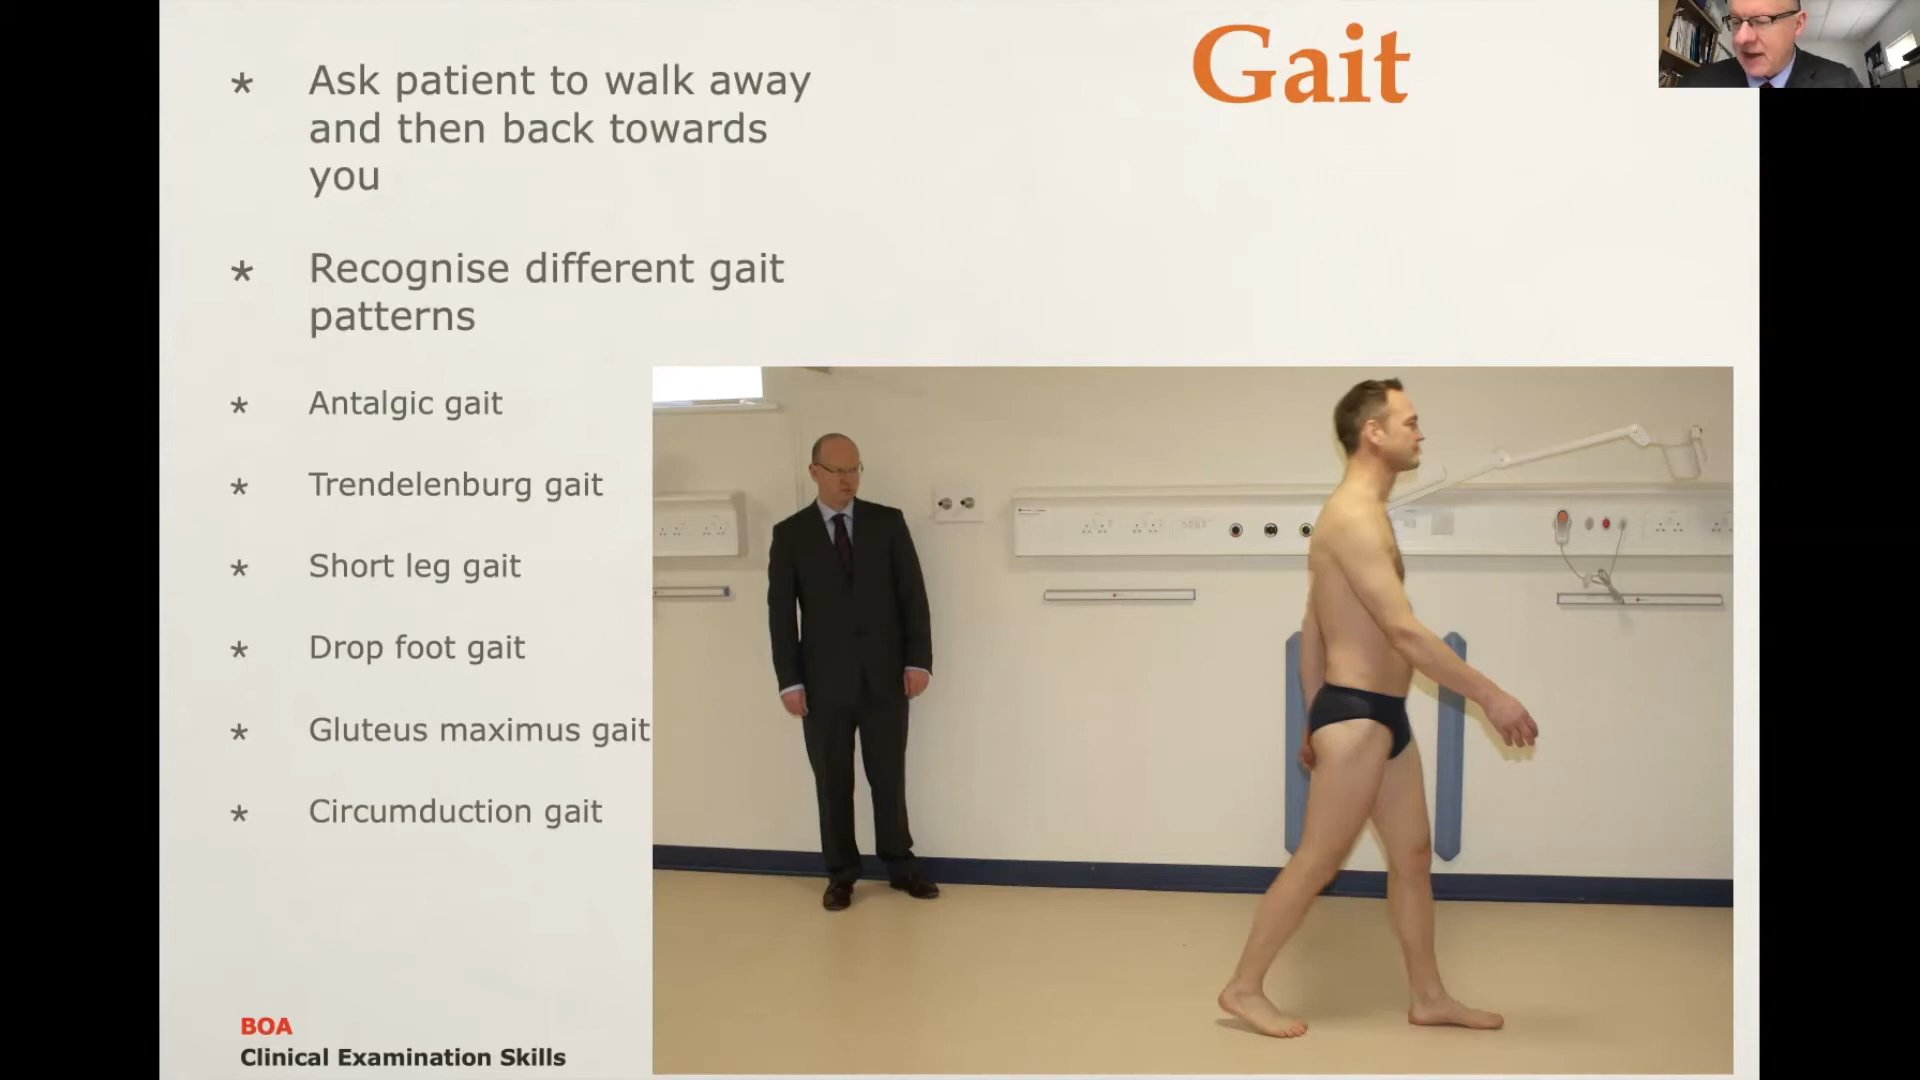 Gait
* Ask patient to walk away
and then back towards
you
* Recognise different gait
patterns
* Antalgic gait
* Trendelenburg gait
* Short leg gait
* Drop foot gait
* Gluteus maximus gait
* Circumduction gait
BOA
Clinical Examination Skills